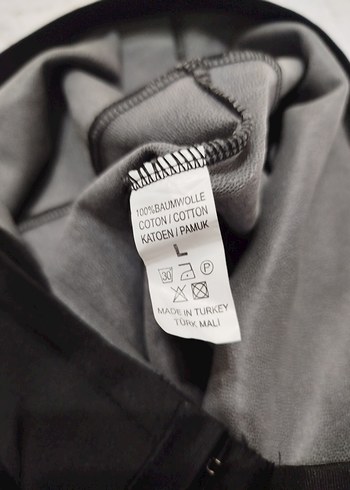 100%BAUMWOLLE
COTON / COTTON
KATOEN / PAMUK
L
30 P
MADE IN TURKEY
TÜRK MALI